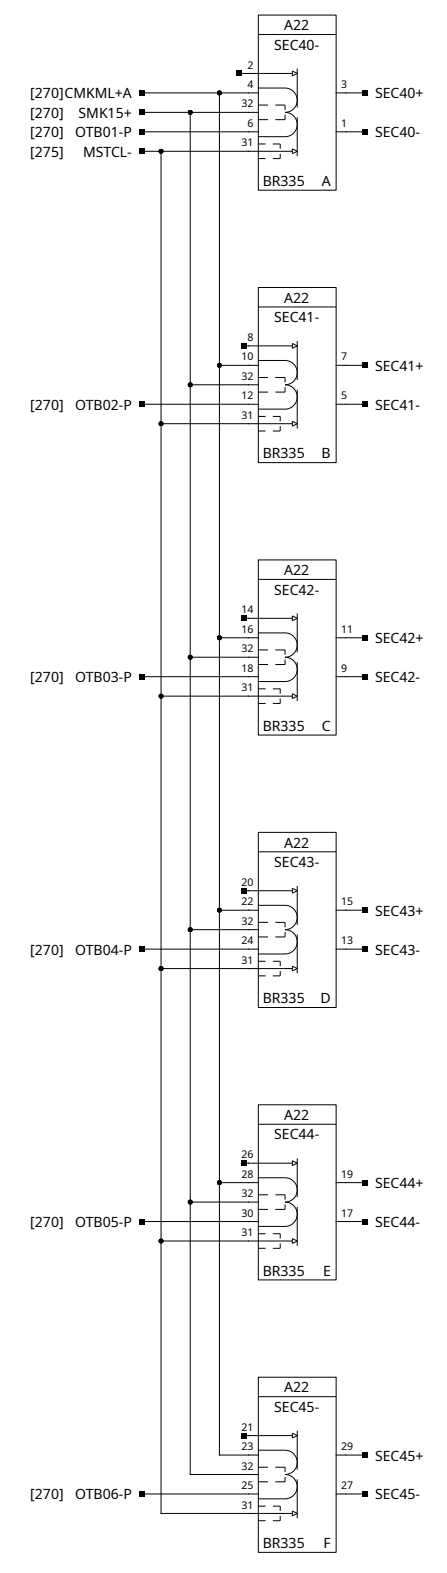 A22
SEC40-
2
[270]CMKML+A 4 3 SEC40+
[270] SMK15+ 32
[270] OTB01-P 6 1 SEC40-
[275] MSTCL- 31
BR335 A
A22
SEC41-
8
10 7 SEC41+
32
[270] OTB02-P 12 5 SEC41-
31
BR335 B
A22
SEC42-
14
16 11 SEC42+
32
[270] OTB03-P 18 9 SEC42-
31
BR335 C
A22
SEC43-
20
22 15 SEC43+
32
[270] OTB04-P 24 13 SEC43-
31
BR335 D
A22
SEC44-
26
28 19 SEC44+
32
[270] OTB05-P 30 17 SEC44-
31
BR335 E
A22
SEC45-
21
23 29 SEC45+
32
[270] OTB06-P 25 27 SEC45-
31
BR335 F